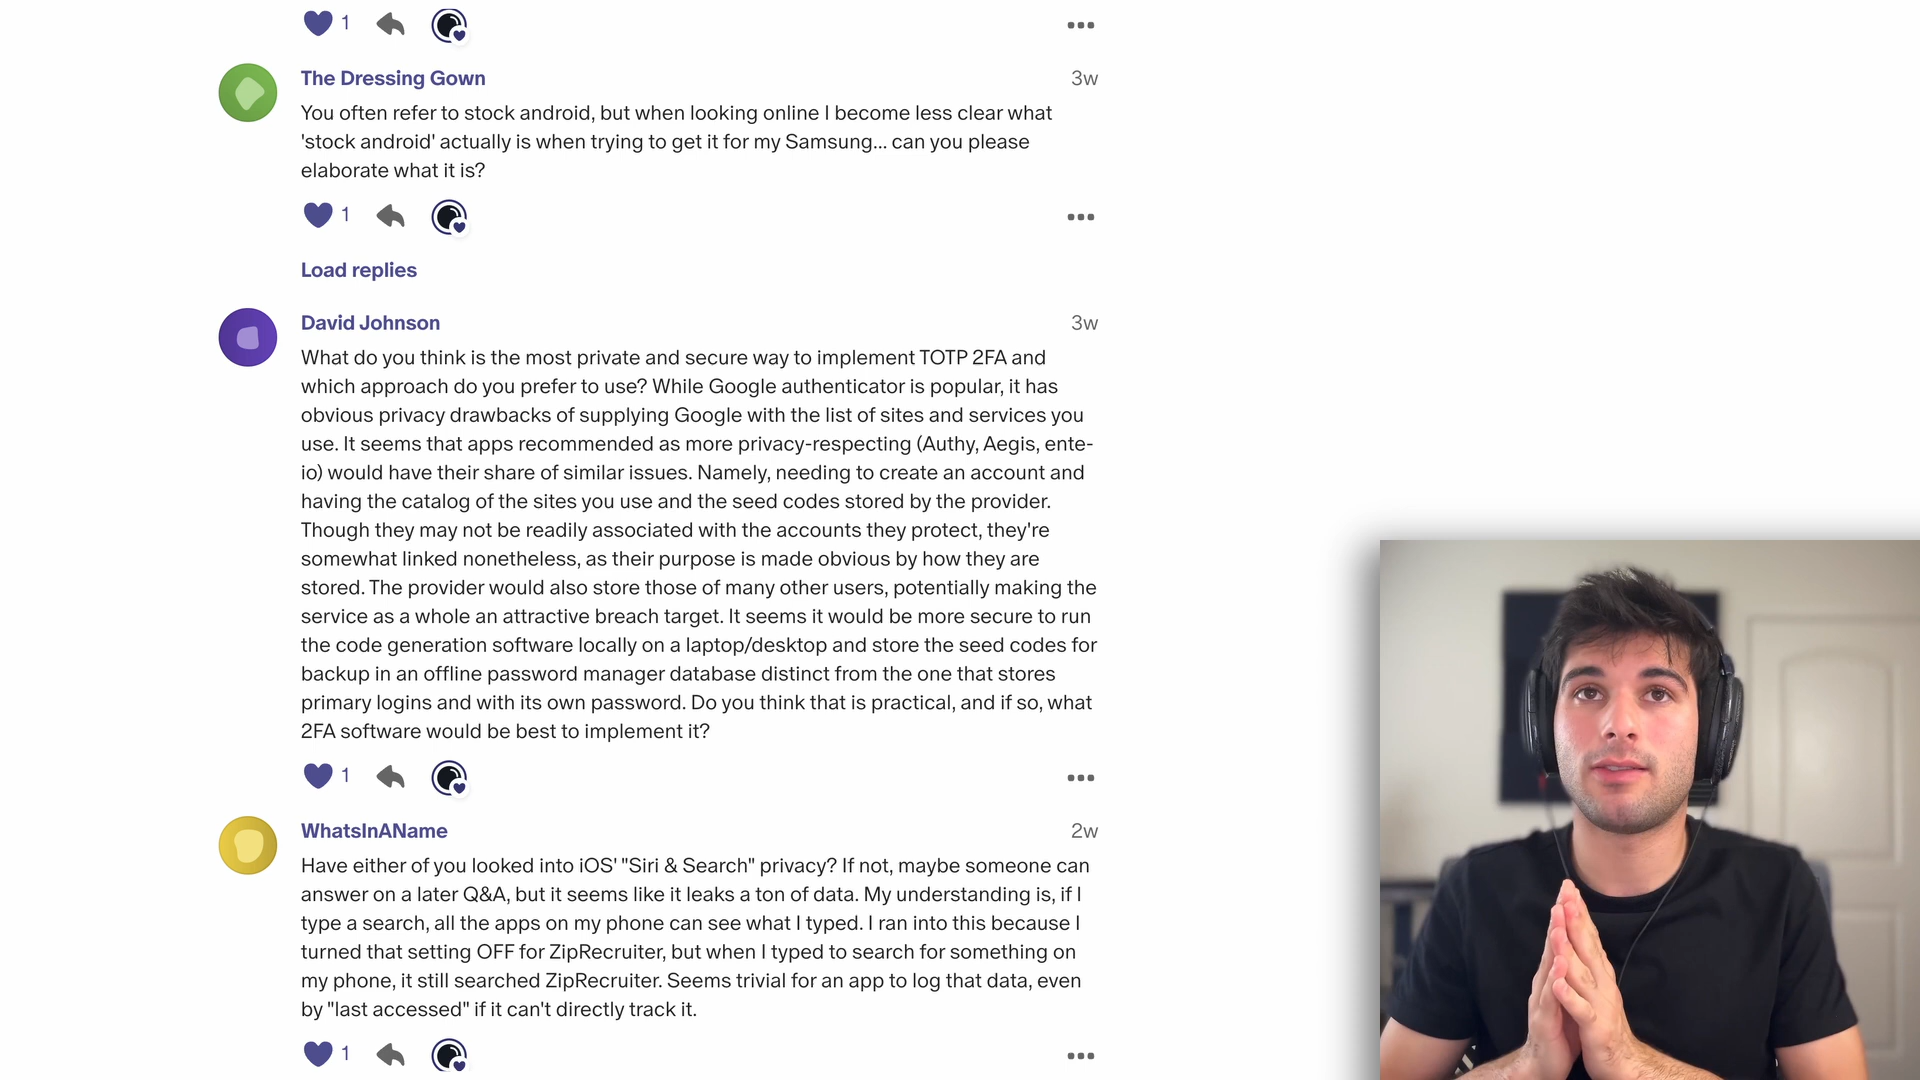 1
The Dressing Gown
3w
You often refer to stock android, but when looking online I become less clear what
'stock android' actually is when trying to get it for my Samsung... can you please
elaborate what it is?
1
Load replies
David Johnson
3w
What do you think is the most private and secure way to implement TOTP 2FA and
which approach do you prefer to use? While Google authenticator is popular, it has
obvious privacy drawbacks of supplying Google with the list of sites and services you
use. It seems that apps recommended as more privacy-respecting (Authy, Aegis, ente-
io) would have their share of similar issues. Namely, needing to create an account and
having the catalog of the sites you use and the seed codes stored by the provider.
Though they may not be readily associated with the accounts they protect, they're
somewhat linked nonetheless, as their purpose is made obvious by how they are
stored. The provider would also store those of many other users, potentially making the
service as a whole an attractive breach target. It seems it would be more secure to run
the code generation software locally on a laptop/desktop and store the seed codes for
backup in an offline password manager database distinct from the one that stores
primary logins and with its own password. Do you think that is practical, and if so, what
2FA software would be best to implement it?
1
WhatsInAName
2w
Have either of you looked into iOS' "Siri & Search" privacy? If not, maybe someone can
answer on a later Q&A, but it seems like it leaks a ton of data. My understanding is, if I
type a search, all the apps on my phone can see what I typed. I ran into this because I
turned that setting OFF for ZipRecruiter, but when I typed to search for something on
my phone, it still searched ZipRecruiter. Seems trivial for an app to log that data, even
by "last accessed" if it can't directly track it.
1